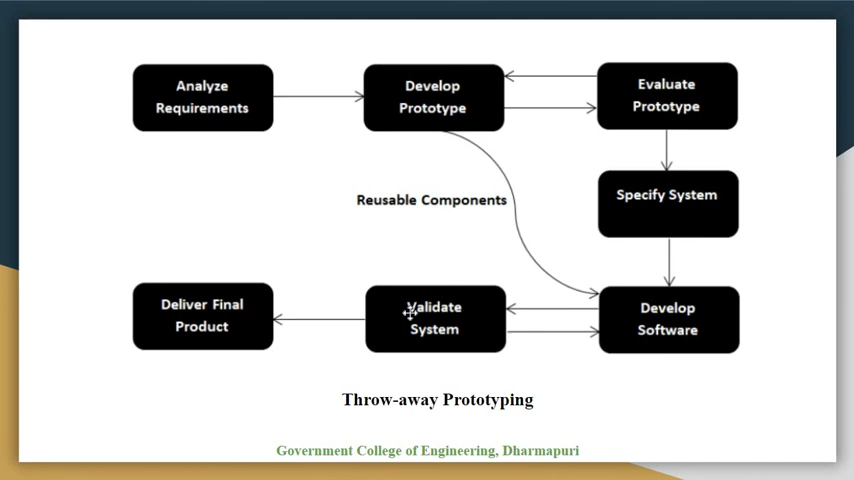 Analyze
Requirements
Develop
Prototype
Evaluate
Prototype
Reusable Components
Specify System
Deliver Final
Product
Validate
System
Develop
Software
Throw-away Prototyping
Government College of Engineering, Dharmapuri